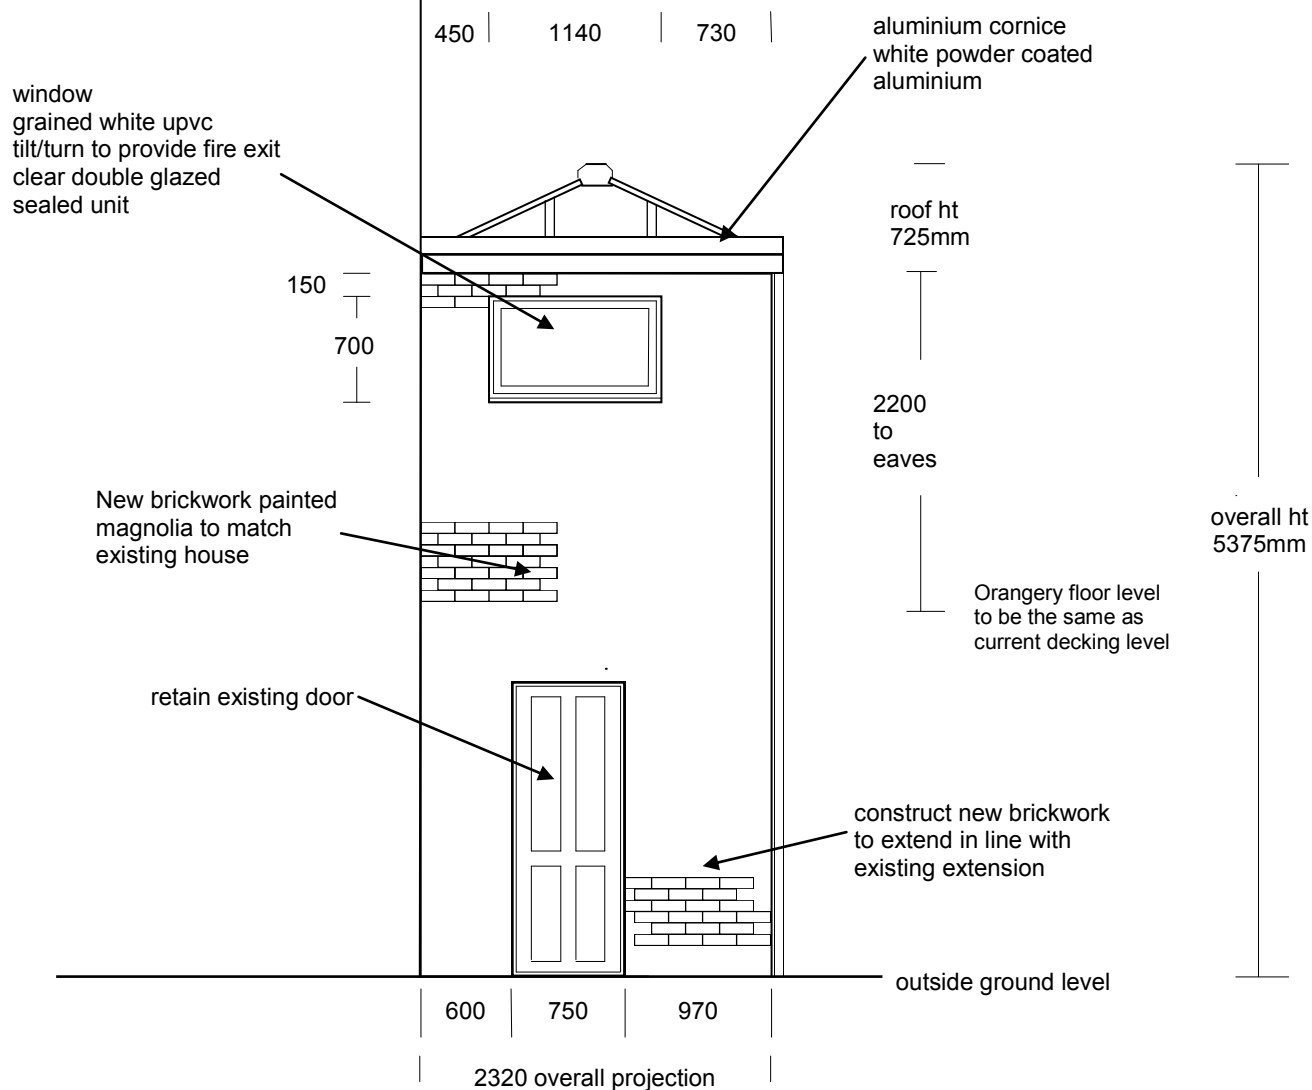 450
1140
730
aluminium cornice
white powder coated
aluminium
window
grained white upvc
tilt/turn to provide fire exit
clear double glazed
sealed unit
roof ht
725mm
150
700
2200
to
eaves
New brickwork painted
magnolia to match
existing house
overall ht
5375mm
Orangery floor level
to be the same as
current decking level
retain existing door
construct new brickwork
to extend in line with
existing extension
outside ground level
600
750
970
2320 overall projection